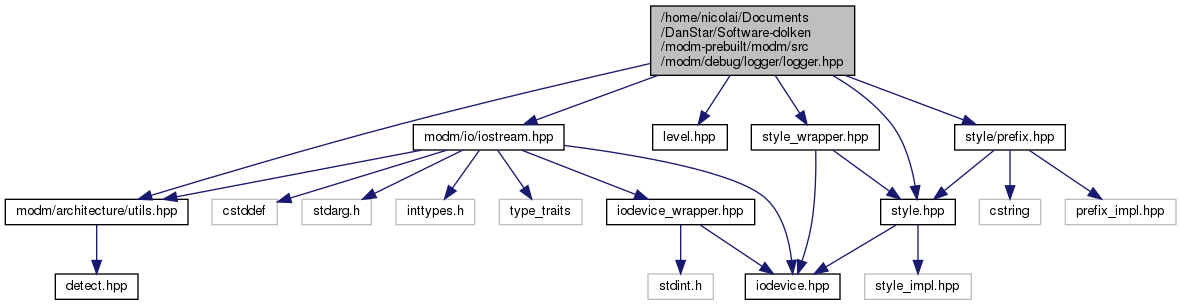 /home/nicolai/Documents
/DanStar/Software-dolken
/modm-prebuilt/modm/src
/modm/debug/logger/logger.hpp
modm/io/iostream.hpp
level.hpp
style_wrapper.hpp
style/prefix.hpp
modm/architecture/utils.hpp
cstddef
stdarg.h
inttypes.h
type_traits
iodevice_wrapper.hpp
style.hpp
cstring
prefix_impl.hpp
detect.hpp
stdint.h
iodevice.hpp
style_impl.hpp